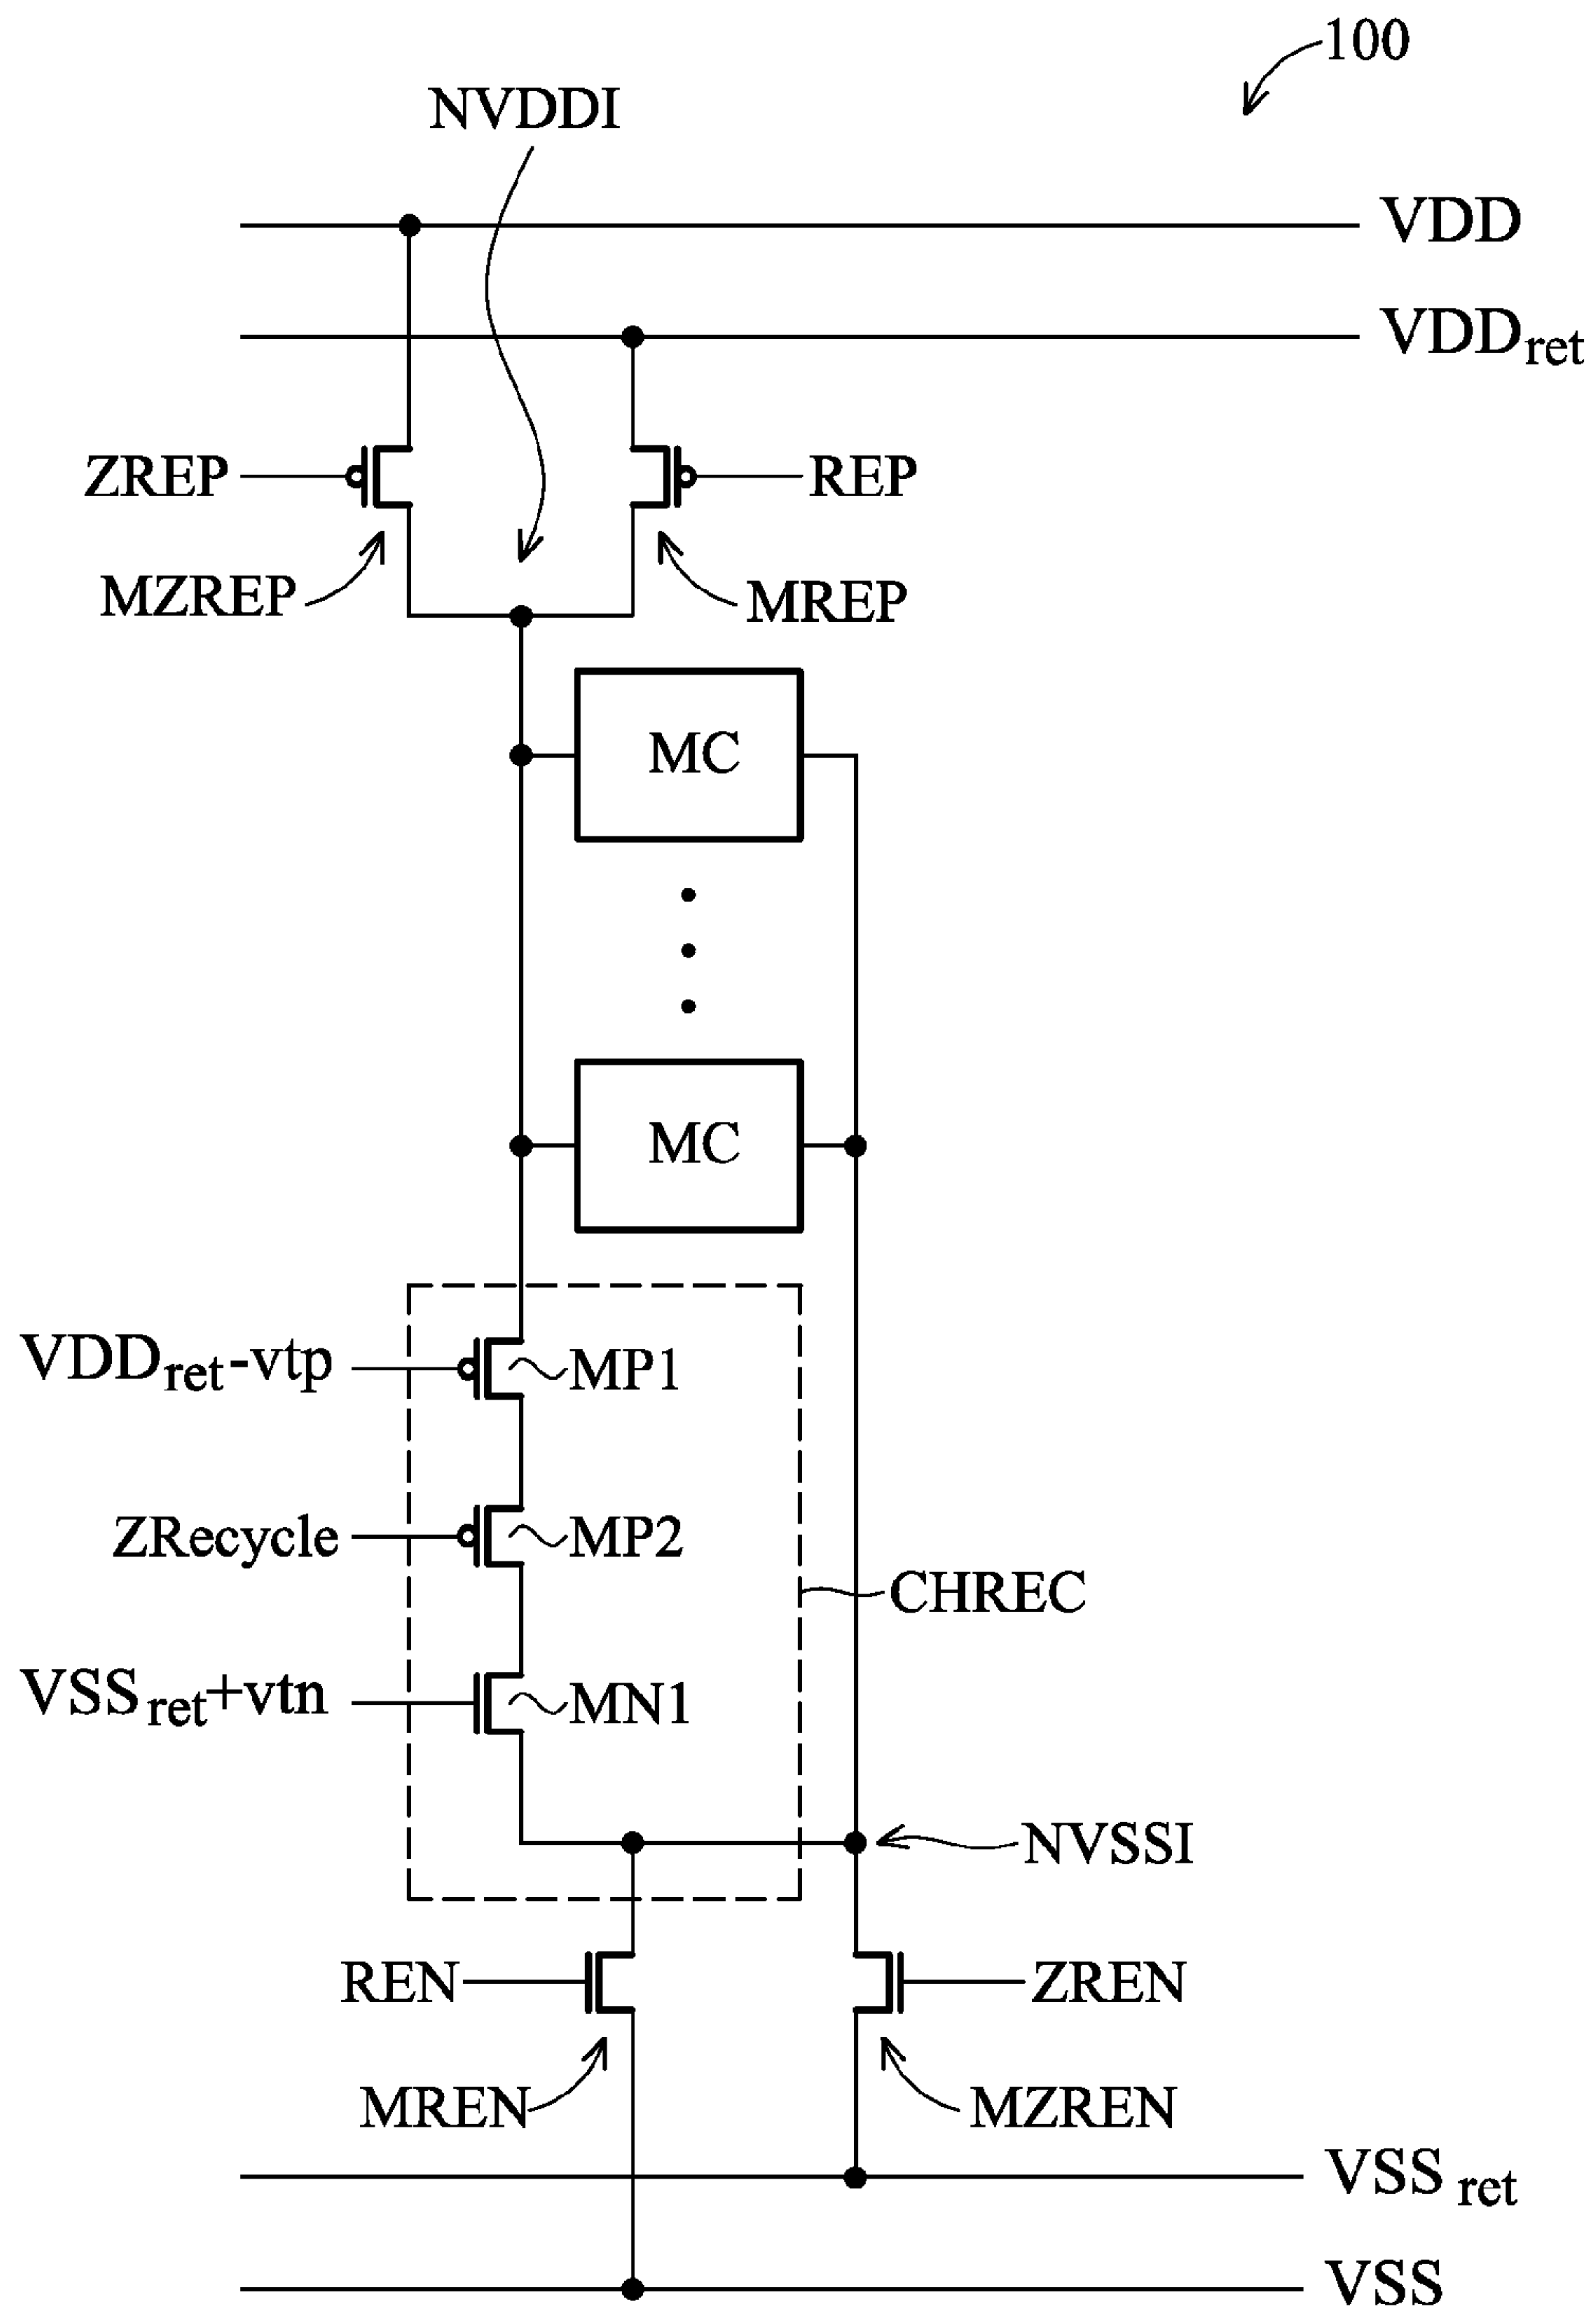 100
NVDDI
VDD
VDDret
ZREP
REP
MZREP
MREP
MC
MC
VDDret-vtp
MP1
ZRecycle
MP2
CHREC
VSSret+vtn
MN1
NVSSI
REN
ZREN
MREN
MZREN
VSS ret
VSS